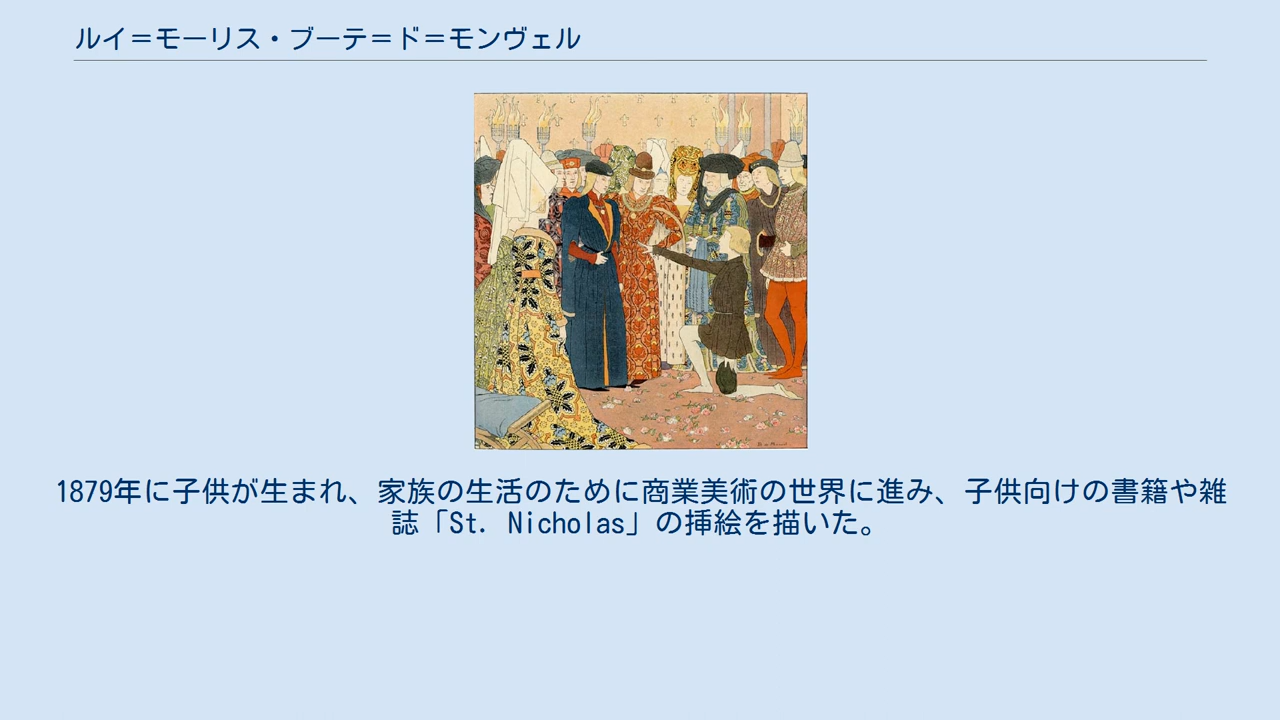 ルイ＝モーリス・ブーテ＝ド＝モンヴェル
1879年に子供が生まれ、家族の生活のために商業美術の世界に進み、子供向けの書籍や雑
誌「St. Nicholas」の挿絵を描いた。